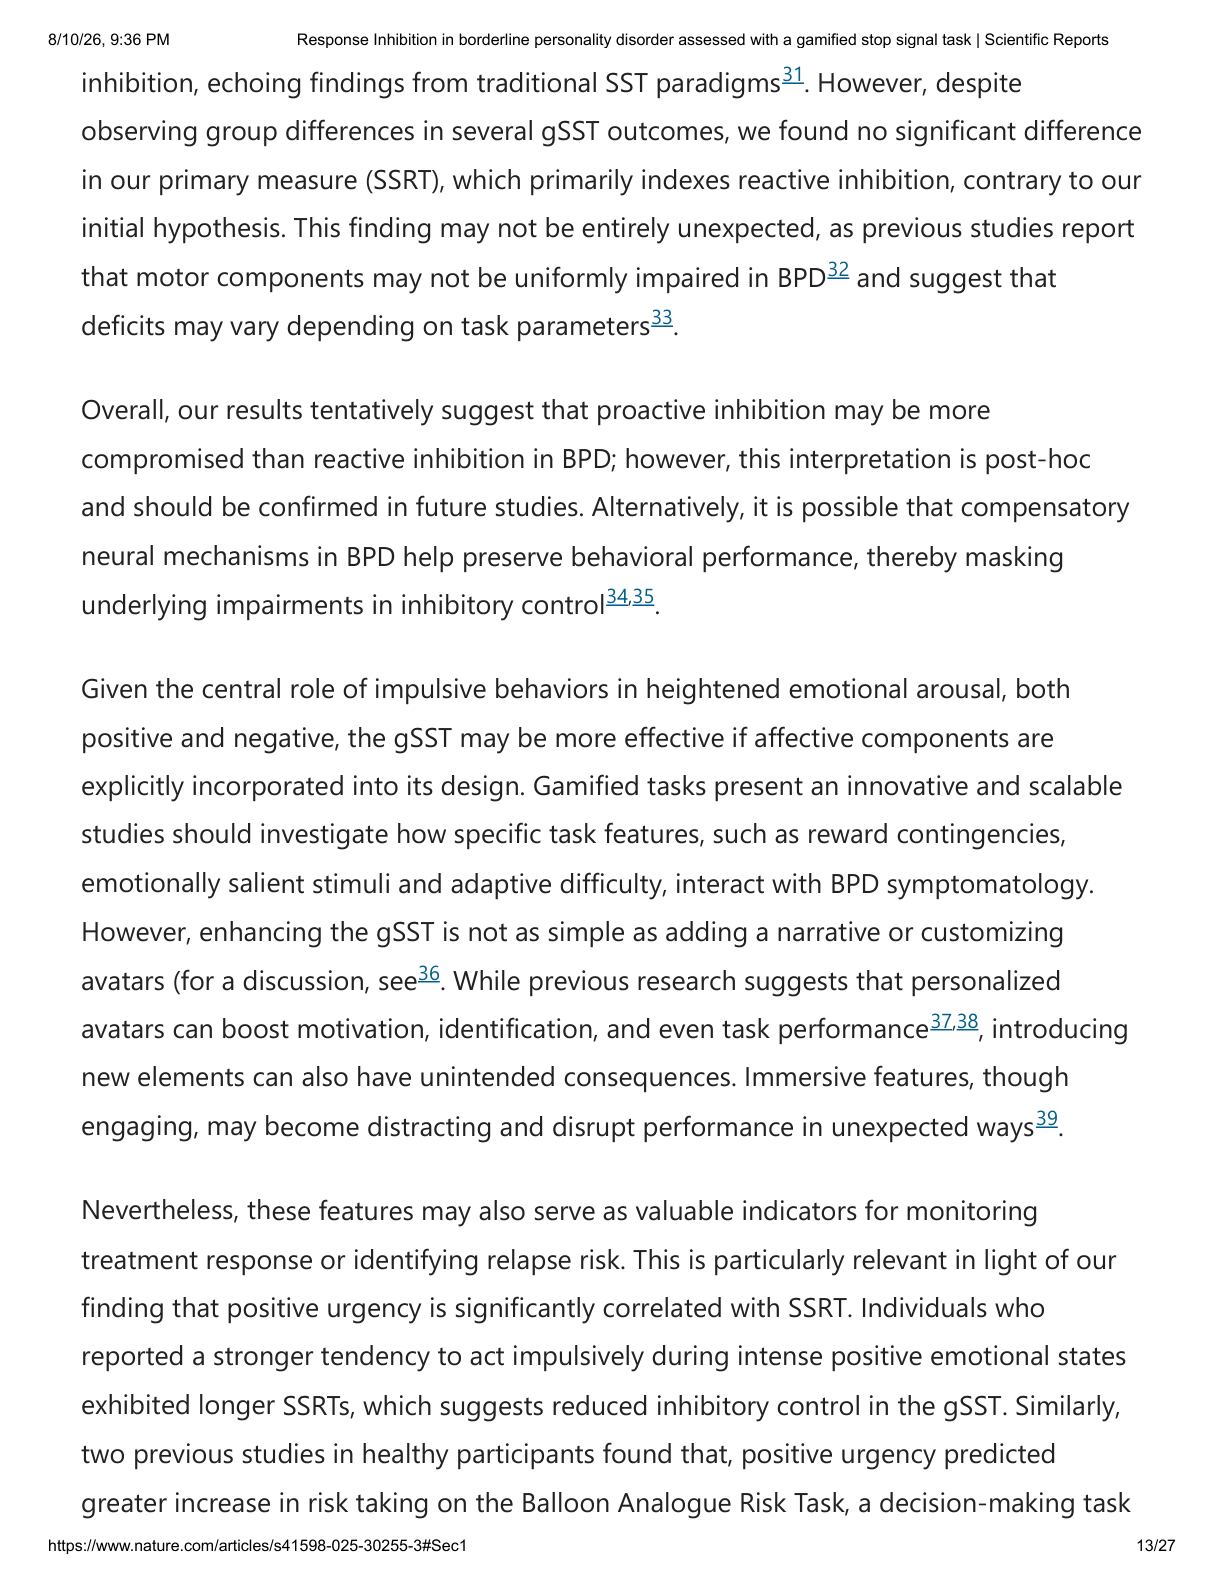 8/10/26, 9:36 PM Response Inhibition in borderline personality disorder assessed with a gamified stop signal task | Scientific Reports
inhibition, echoing findings from traditional SST paradigms31. However, despite
observing group differences in several gSST outcomes, we found no significant difference
in our primary measure (SSRT), which primarily indexes reactive inhibition, contrary to our
initial hypothesis. This finding may not be entirely unexpected, as previous studies report
that motor components may not be uniformly impaired in BPD32 and suggest that
deficits may vary depending on task parameters33.
Overall, our results tentatively suggest that proactive inhibition may be more
compromised than reactive inhibition in BPD; however, this interpretation is post-hoc
and should be confirmed in future studies. Alternatively, it is possible that compensatory
neural mechanisms in BPD help preserve behavioral performance, thereby masking
underlying impairments in inhibitory control34,35.
Given the central role of impulsive behaviors in heightened emotional arousal, both
positive and negative, the gSST may be more effective if affective components are
explicitly incorporated into its design. Gamified tasks present an innovative and scalable
studies should investigate how specific task features, such as reward contingencies,
emotionally salient stimuli and adaptive difficulty, interact with BPD symptomatology.
However, enhancing the gSST is not as simple as adding a narrative or customizing
avatars (for a discussion, see36. While previous research suggests that personalized
avatars can boost motivation, identification, and even task performance37,38, introducing
new elements can also have unintended consequences. Immersive features, though
engaging, may become distracting and disrupt performance in unexpected ways39.
Nevertheless, these features may also serve as valuable indicators for monitoring
treatment response or identifying relapse risk. This is particularly relevant in light of our
finding that positive urgency is significantly correlated with SSRT. Individuals who
reported a stronger tendency to act impulsively during intense positive emotional states
exhibited longer SSRTs, which suggests reduced inhibitory control in the gSST. Similarly,
two previous studies in healthy participants found that, positive urgency predicted
greater increase in risk taking on the Balloon Analogue Risk Task, a decision-making task
https://www.nature.com/articles/s41598-025-30255-3#Sec1 13/27